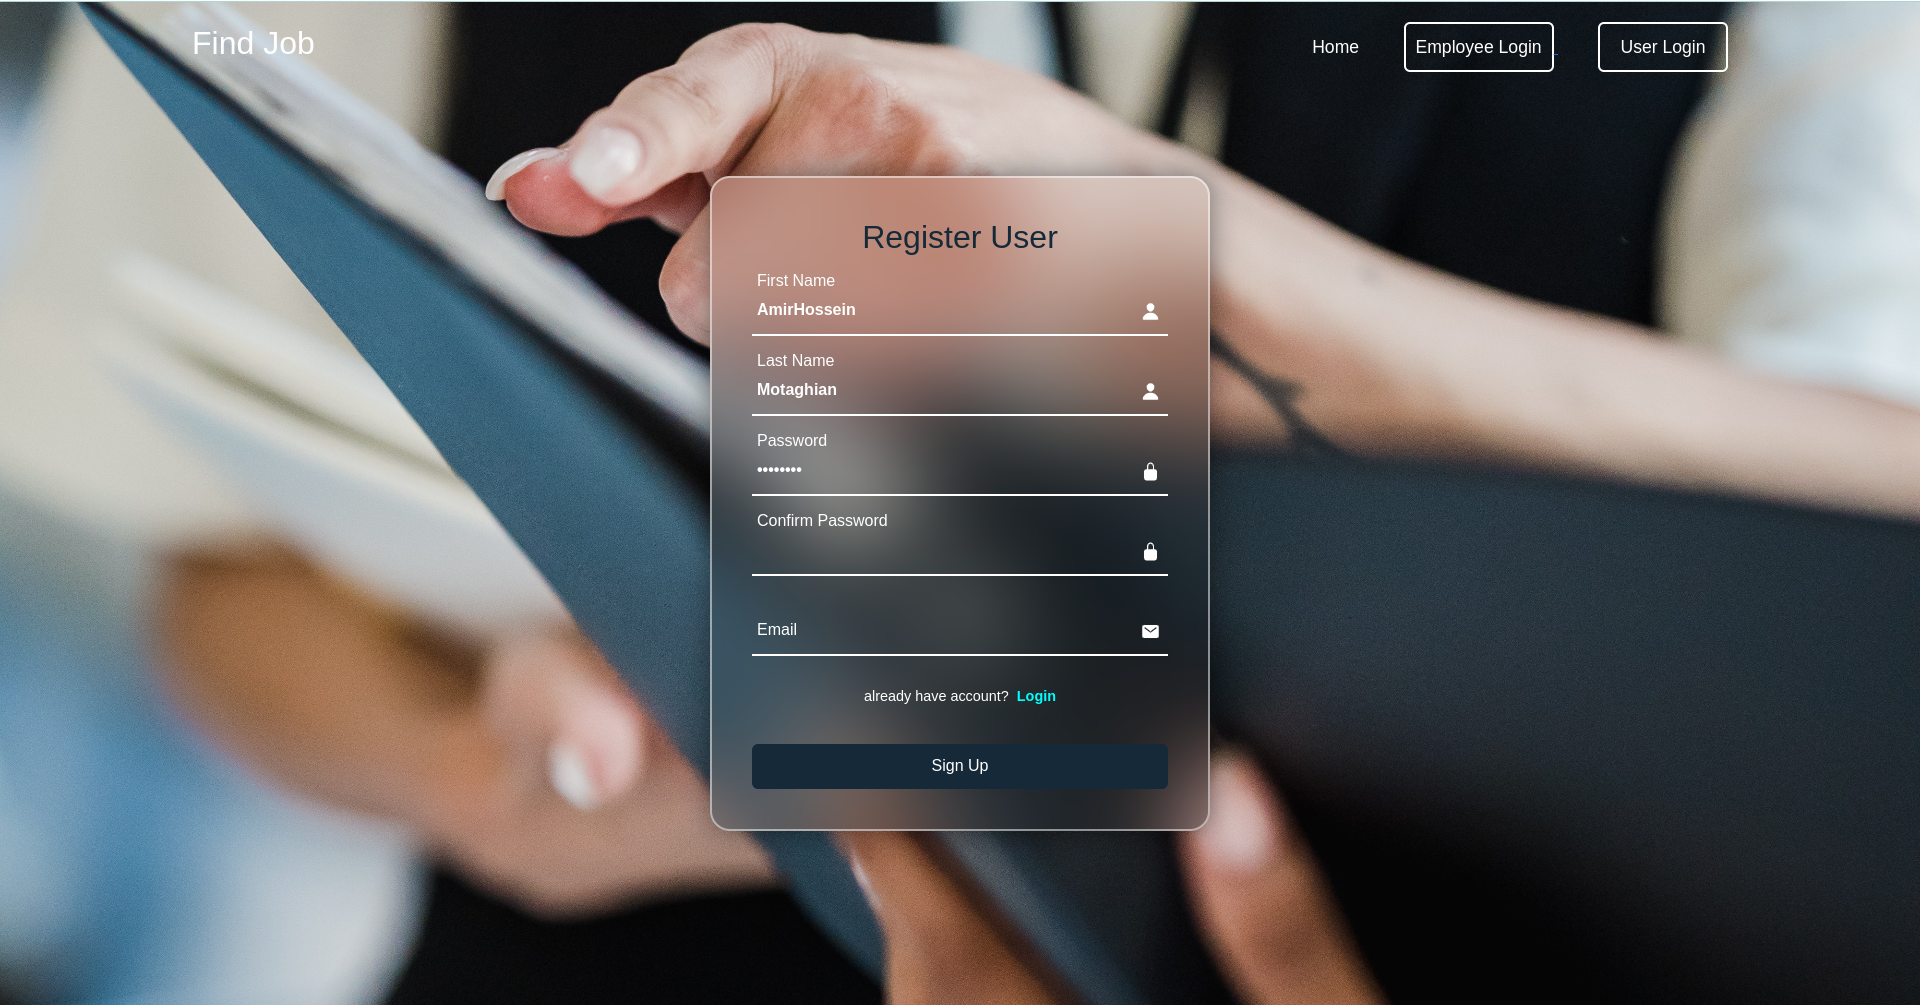 Find Job
Home
Employee Login
User Login
Register User
First Name
AmirHossein
Last Name
Motaghian
Password
••••••••
Confirm Password
Email
already have account? Login
Sign Up